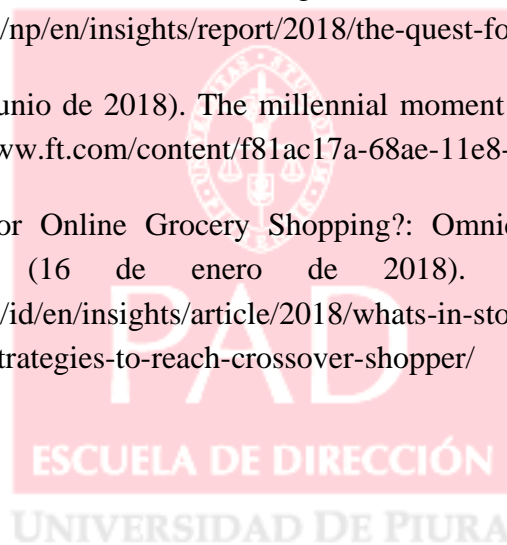 /np/en/insights/report/2018/the-quest-fo
unio de 2018). The millennial moment
ww.ft.com/content/f81ac17a-68ae-11e8-
or Online Grocery Shopping?: Omni
(16 de enero de 2018).
/id/en/insights/article/2018/whats-in-sto
trategies-to-reach-crossover-shopper/
PAD
ESCUELA DE DIRECCIÓN
UNIVERSIDAD DE PIURA